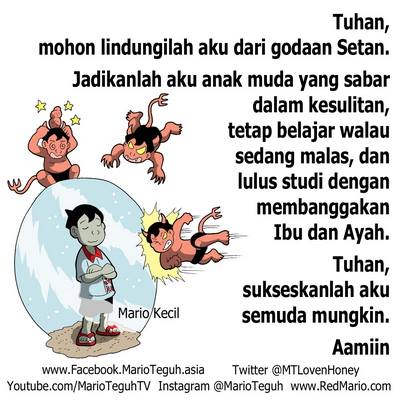 Tuhan,
mohon lindungilah aku dari godaan Setan.
Jadikanlah aku anak muda yang sabar
dalam kesulitan,
tetap belajar walau
sedang malas, dan
lulus studi dengan
membanggakan
Ibu dan Ayah.
Tuhan,
sukseskanlah aku
semuda mungkin.
Aamiin
Mario Kecil
www.Facebook.MarioTeguh.asia Twitter @MTLovenHoney
Youtube.com/MarioTeguhTV Instagram @MarioTeguh www.RedMario.com